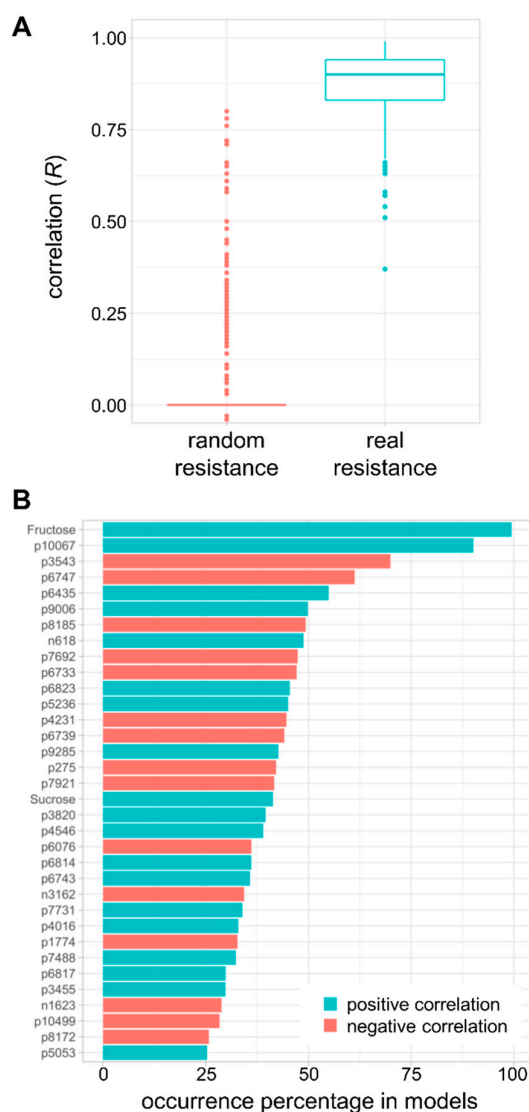 A
1.00
0.75
0.50
0.25
0.00
correlation (R)
random
resistance
real
resistance
B
Fructose
p10067
p3543
p6747
p6435
p9006
p8185
n618
p7692
p6733
p6823
p5236
p4231
p6739
p9285
p275
p7921
Sucrose
p3820
p4546
p6076
p6814
p6743
n3162
p7731
p4016
p1774
p7488
p6817
p3455
n1623
p10499
p8172
p5053
positive correlation
negative correlation
0
25
50
75
100
occurrence percentage in models